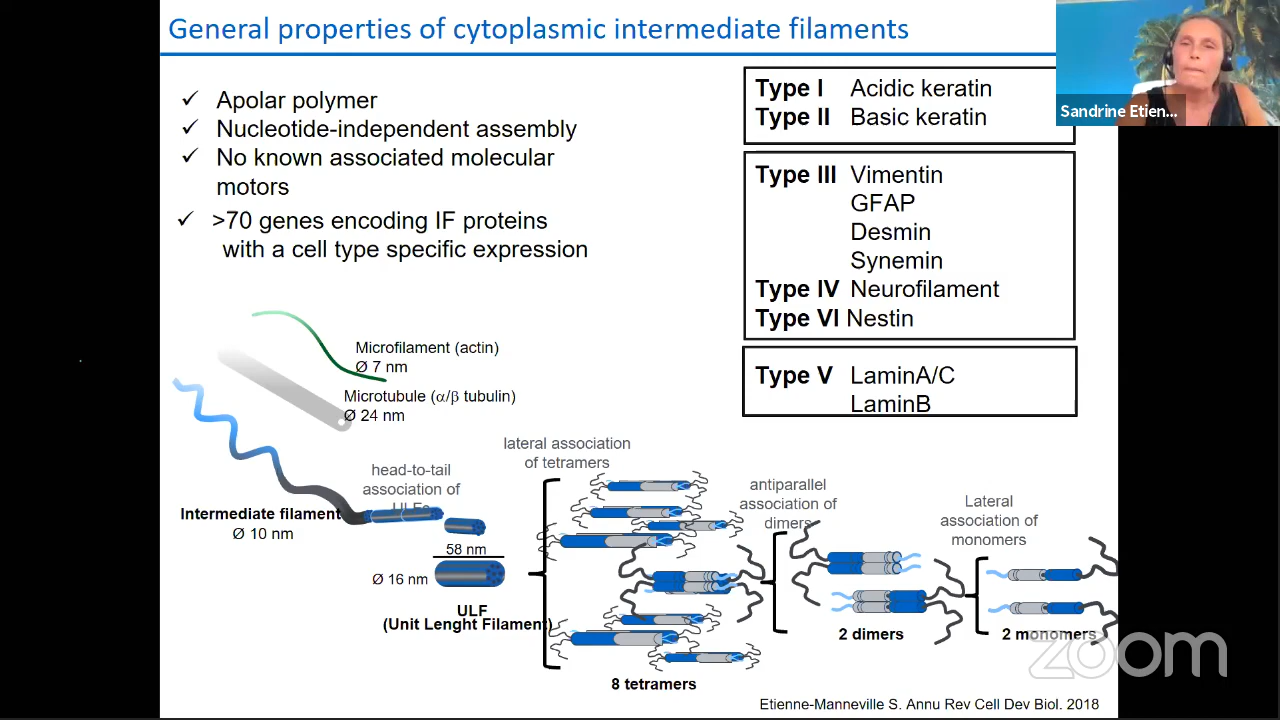 General properties of cytoplasmic intermediate filaments
✓ Apolar polymer
✓ Nucleotide-independent assembly
✓ No known associated molecular
motors
✓ >70 genes encoding IF proteins
with a cell type specific expression
Type I Acidic keratin
Type II Basic keratin
Type III Vimentin
GFAP
Desmin
Synemin
Type IV Neurofilament
Type VI Nestin
Type V LaminA/C
LaminB
Sandrine Etien...
Microfilament (actin)
Ø 7 nm
Microtubule (α/β tubulin)
Ø 24 nm
head-to-tail
association of
ULFs
Intermediate filament
Ø 10 nm
58 nm
Ø 16 nm
ULF
(Unit Lenght Filament)
lateral association
of tetramers
8 tetramers
antiparallel
association of
dimers
2 dimers
Lateral
association of
monomers
2 monomers
zoom
Etienne-Manneville S. Annu Rev Cell Dev Biol. 2018